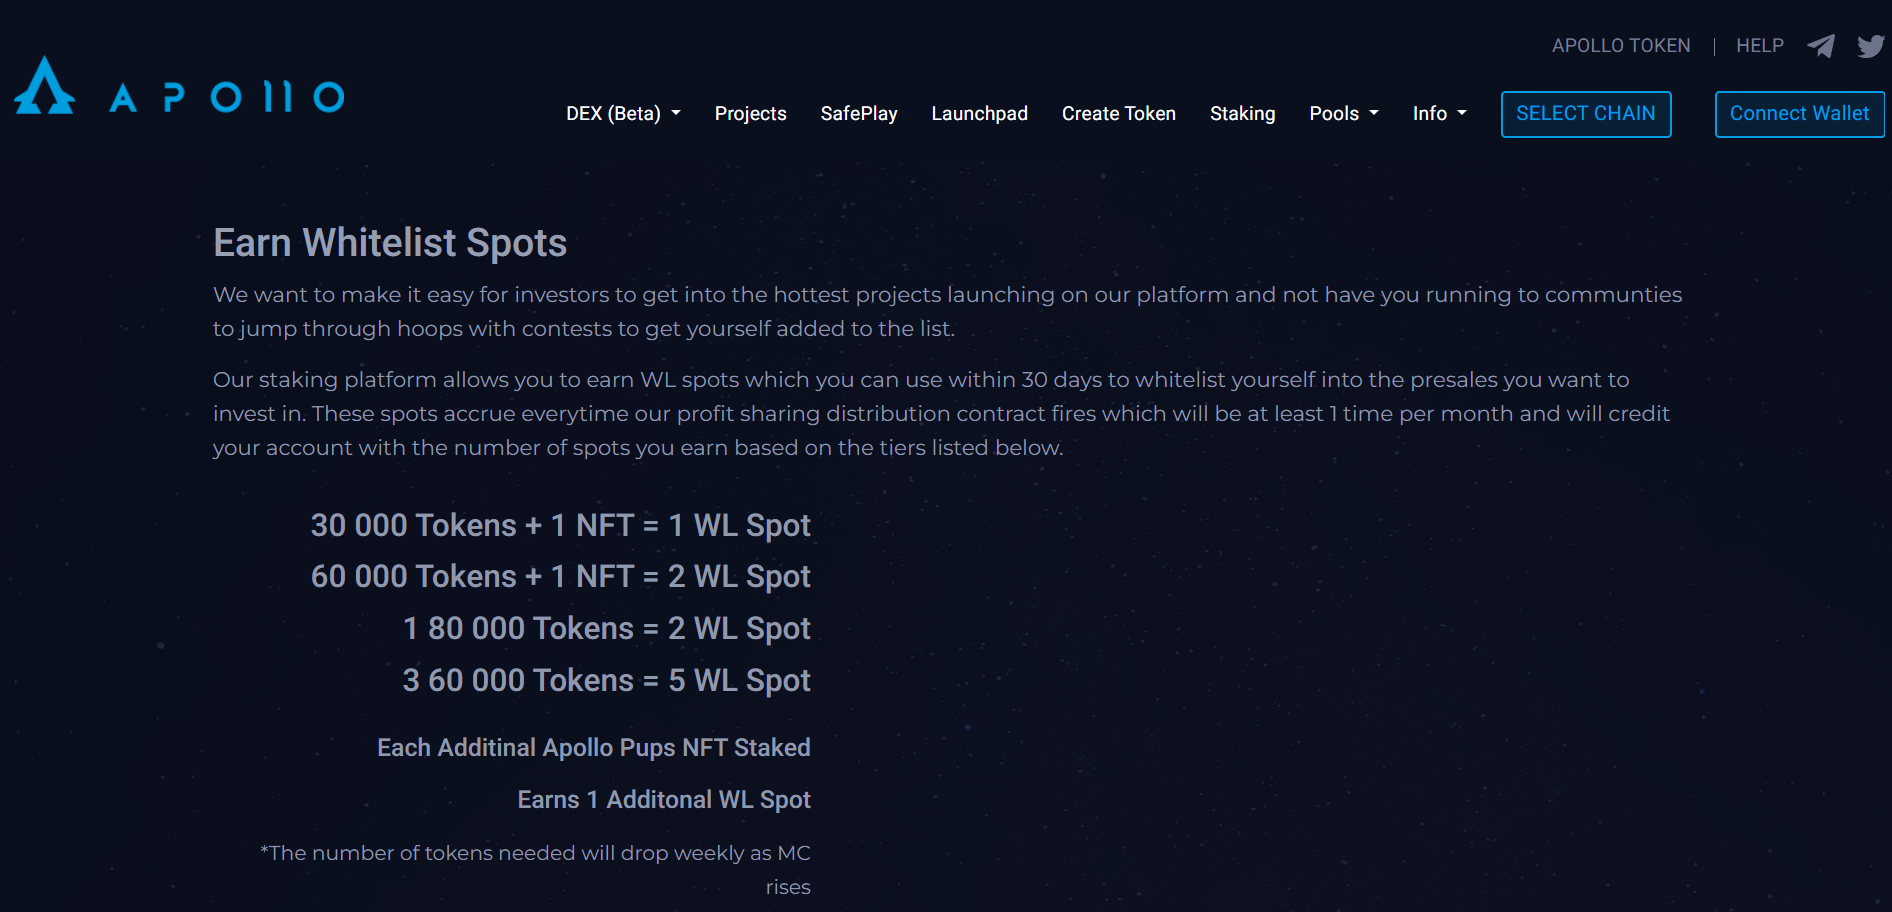 APOLLO TOKEN | HELP
APOllO
DEX (Beta) Projects SafePlay Launchpad Create Token Staking Pools Info SELECT CHAIN Connect Wallet
Earn Whitelist Spots
We want to make it easy for investors to get into the hottest projects launching on our platform and not have you running to communties
to jump through hoops with contests to get yourself added to the list.
Our staking platform allows you to earn WL spots which you can use within 30 days to whitelist yourself into the presales you want to
invest in. These spots accrue everytime our profit sharing distribution contract fires which will be at least 1 time per month and will credit
your account with the number of spots you earn based on the tiers listed below.
30 000 Tokens + 1 NFT = 1 WL Spot
60 000 Tokens + 1 NFT = 2 WL Spot
1 80 000 Tokens = 2 WL Spot
3 60 000 Tokens = 5 WL Spot
Each Additinal Apollo Pups NFT Staked
Earns 1 Additonal WL Spot
*The number of tokens needed will drop weekly as MC
rises